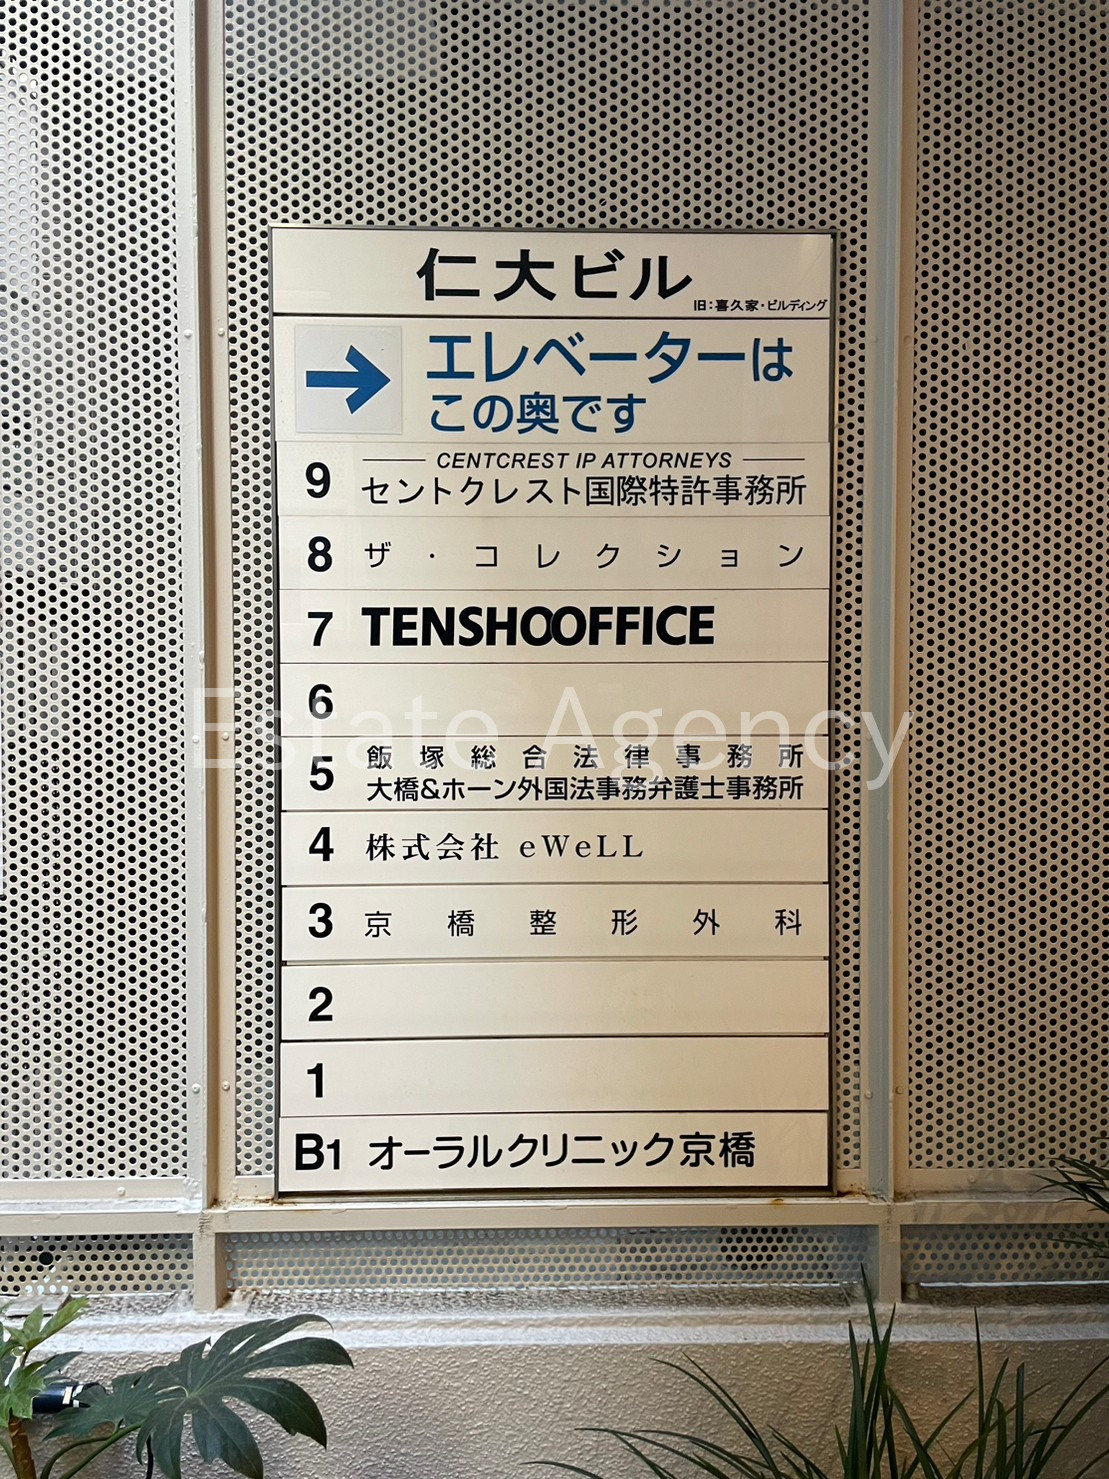 仁大ビル
旧：喜久家・ビルディング
エレベーターは
この奥です
9 CENTCREST IP ATTORNEYS
セントクレスト国際特許事務所
8 ザ・コレクション
7 TENSHOOFFICE
6
Estate Agency
5 飯塚総合法律事務所
大橋&ホーン外国法事務弁護士事務所
4 株式会社 eWeLL
3 京橋整形外科
2
1
B1 オーラルクリニック京橋